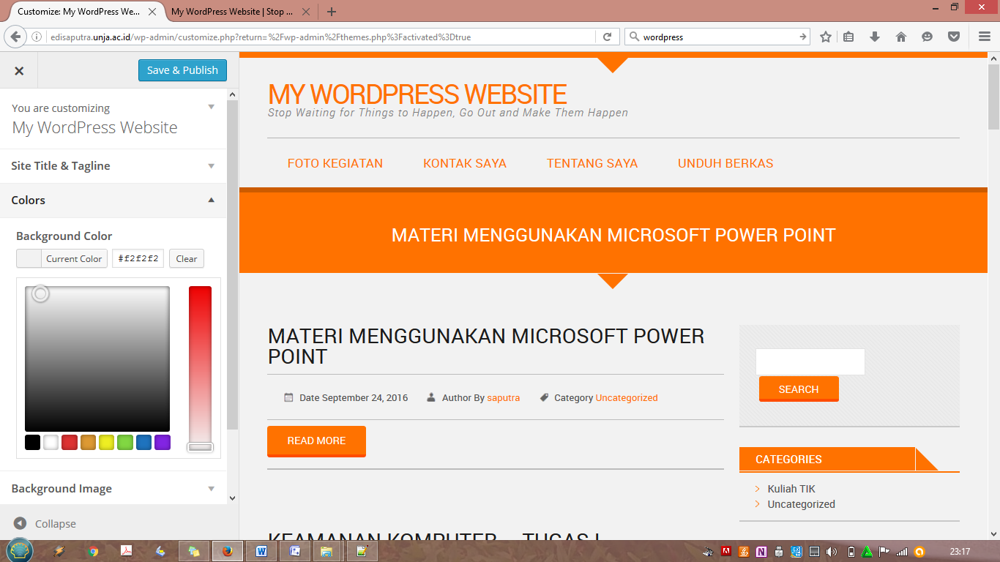 Customize: My WordPress We...
My WordPress Website | Stop ...
edisaputra.unja.ac.id/wp-admin/customize.php?return=%2Fwp-admin%2Fthemes.php%3Factivated%3Dtrue
wordpress
Save & Publish
You are customizing
My WordPress Website
Site Title & Tagline
Colors
Background Color
Current Color
#f2f2f2
Clear
Background Image
Collapse
MY WORDPRESS WEBSITE
Stop Waiting for Things to Happen, Go Out and Make Them Happen
FOTO KEGIATAN
KONTAK SAYA
TENTANG SAYA
UNDUH BERKAS
MATERI MENGGUNAKAN MICROSOFT POWER POINT
MATERI MENGGUNAKAN MICROSOFT POWER
POINT
Date September 24, 2016
Author By saputra
Category Uncategorized
READ MORE
SEARCH
CATEGORIES
Kuliah TIK
Uncategorized
23:17